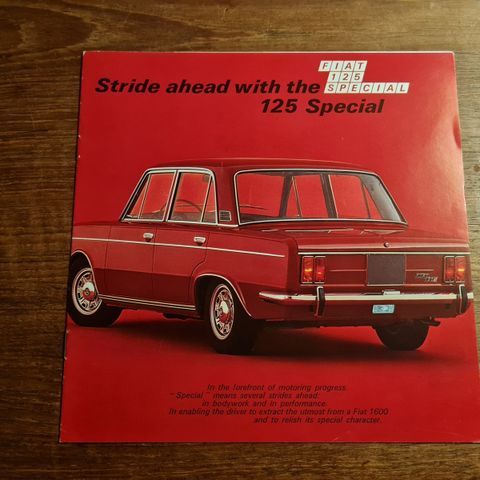 FIAT
125
SPECIAL
Stride ahead with the
125 Special
In the forefront of motoring progress.
"Special" means several strides ahead:
in bodywork and in performance.
In enabling the driver to extract the utmost from a Fiat 1600
and to relish its special character.